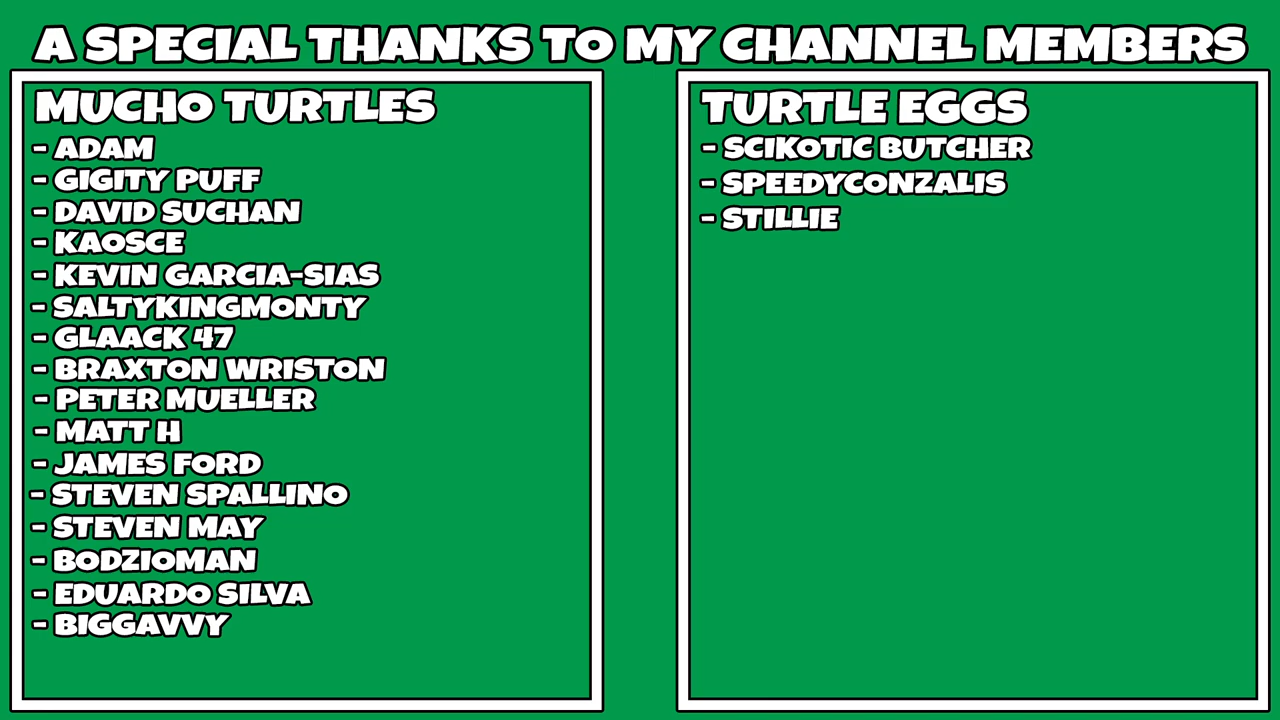 A SPECIAL THANKS TO MY CHANNEL MEMBERS
MUCHO TURTLES
- ADAM
- GIGITY PUFF
- DAVID SUCHAN
- KAOSCE
- KEVIN GARCIA-SIAS
- SALTYKINGMONTY
- GLAACK 47
- BRAXTON WRISTON
- PETER MUELLER
- MATT H
- JAMES FORD
- STEVEN SPALLINO
- STEVEN MAY
- BODZIOMAN
- EDUARDO SILVA
- BIGGAVVY
TURTLE EGGS
- SCIKOTIC BUTCHER
- SPEEDYCONZALIS
- STILLIE